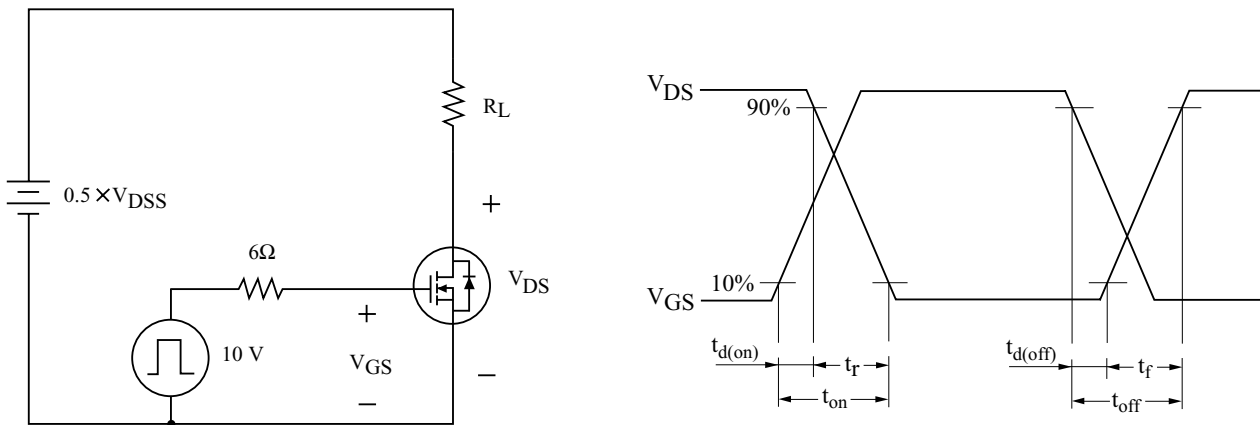 R_L
0.5 ×V_DSS
+
6Ω
V_DS
+
10 V
V_GS
−
−
V_DS
90%
V_GS
10%
t_d(on)
t_r
t_on
t_d(off)
t_f
t_off